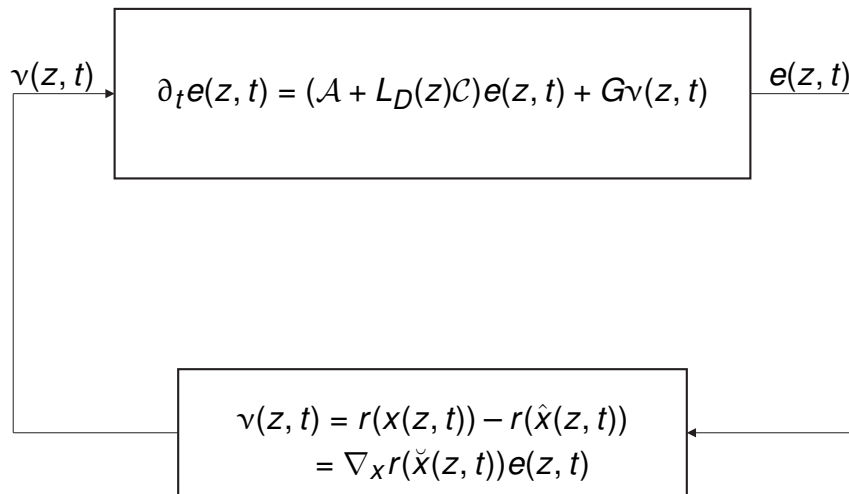 ν(z, t)
∂ₜe(z, t) = (𝒜 + L_D(z)𝒞)e(z, t) + Gν(z, t)
e(z, t)
ν(z, t) = r(x(z, t)) – r(x̂(z, t))
= ∇ₓr(x̆(z, t))e(z, t)